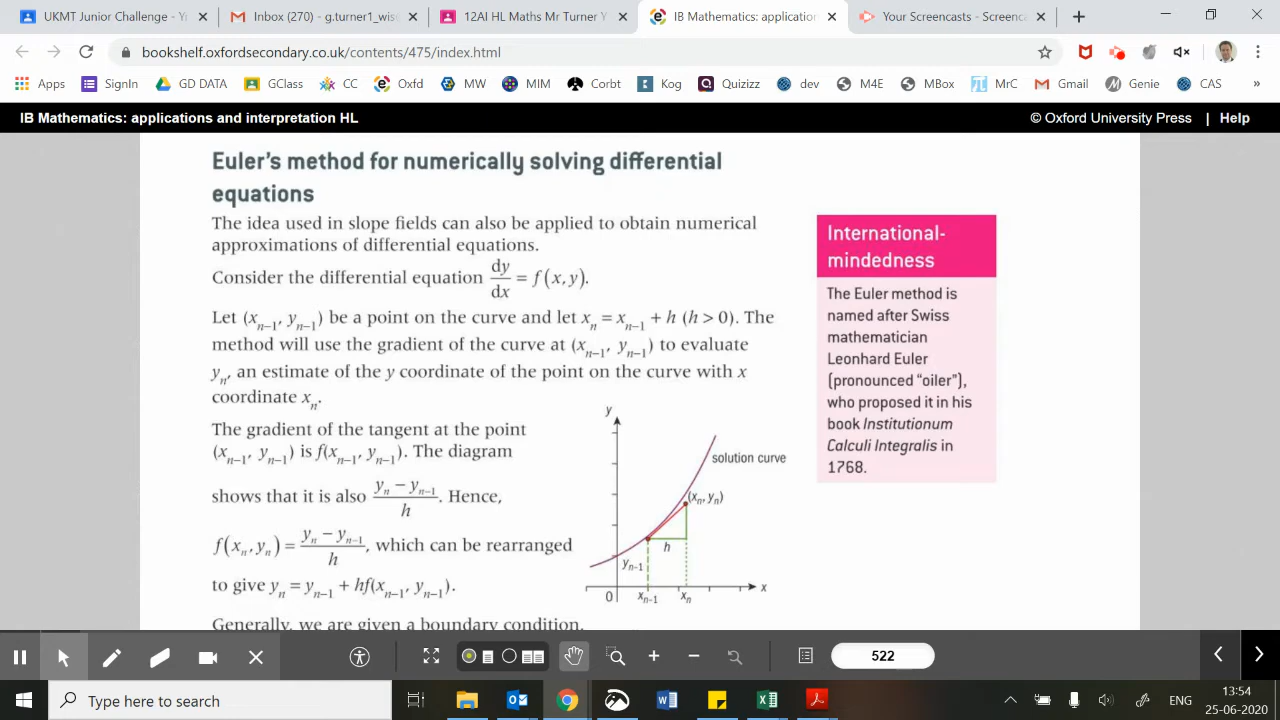 UKMT Junior Challenge - Yi
Inbox (270) - g.turner1_wis
12AI HL Maths Mr Turner Y
IB Mathematics: application
Your Screencasts - Screenc
bookshelf.oxfordsecondary.co.uk/contents/475/index.html
Apps SignIn GD DATA GClass CC Oxfd MW MIM Corbt Kog Quizizz dev M4E MBox MrC Gmail Genie CAS »
IB Mathematics: applications and interpretation HL
© Oxford University Press | Help
Euler's method for numerically solving differential
equations
The idea used in slope fields can also be applied to obtain numerical
approximations of differential equations.
Consider the differential equation dy/dx = f(x, y).
Let (xₙ₋₁, yₙ₋₁) be a point on the curve and let xₙ = xₙ₋₁ + h (h > 0). The
method will use the gradient of the curve at (xₙ₋₁, yₙ₋₁) to evaluate
yₙ, an estimate of the y coordinate of the point on the curve with x
coordinate xₙ.
The gradient of the tangent at the point
(xₙ₋₁, yₙ₋₁) is f(xₙ₋₁, yₙ₋₁). The diagram
shows that it is also (yₙ − yₙ₋₁)/h. Hence,
f(xₙ, yₙ) = (yₙ − yₙ₋₁)/h, which can be rearranged
to give yₙ = yₙ₋₁ + hf(xₙ₋₁, yₙ₋₁).
Generally, we are given a boundary condition,
y
solution curve
(xₙ, yₙ)
h
yₙ₋₁
0 xₙ₋₁ xₙ x
International-
mindedness
The Euler method is
named after Swiss
mathematician
Leonhard Euler
(pronounced "oiler"),
who proposed it in his
book Institutionum
Calculi Integralis in
1768.
522
Type here to search
ENG
13:54
25-06-2020